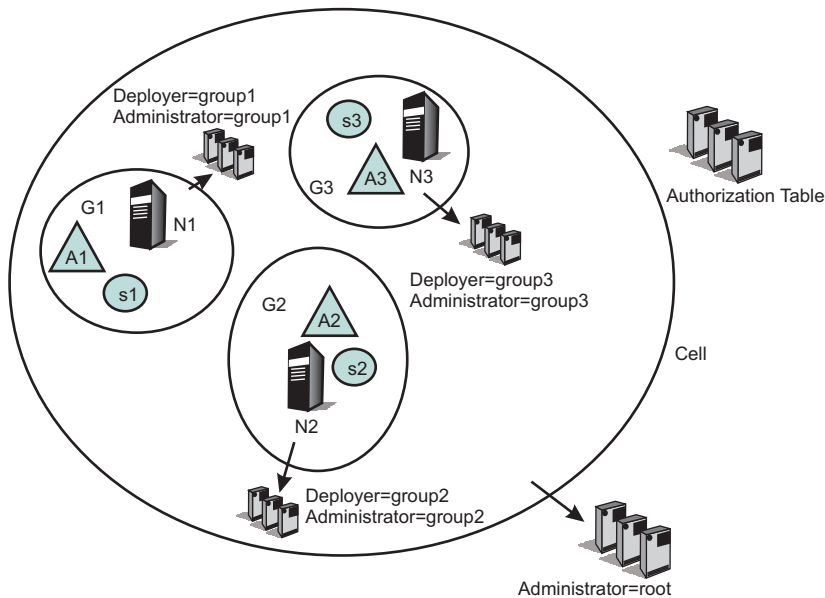 Deployer=group1
Administrator=group1
s3
A3
G3
N3
Authorization Table
G1
N1
A1
s1
Deployer=group3
Administrator=group3
G2
A2
s2
N2
Cell
Deployer=group2
Administrator=group2
Administrator=root